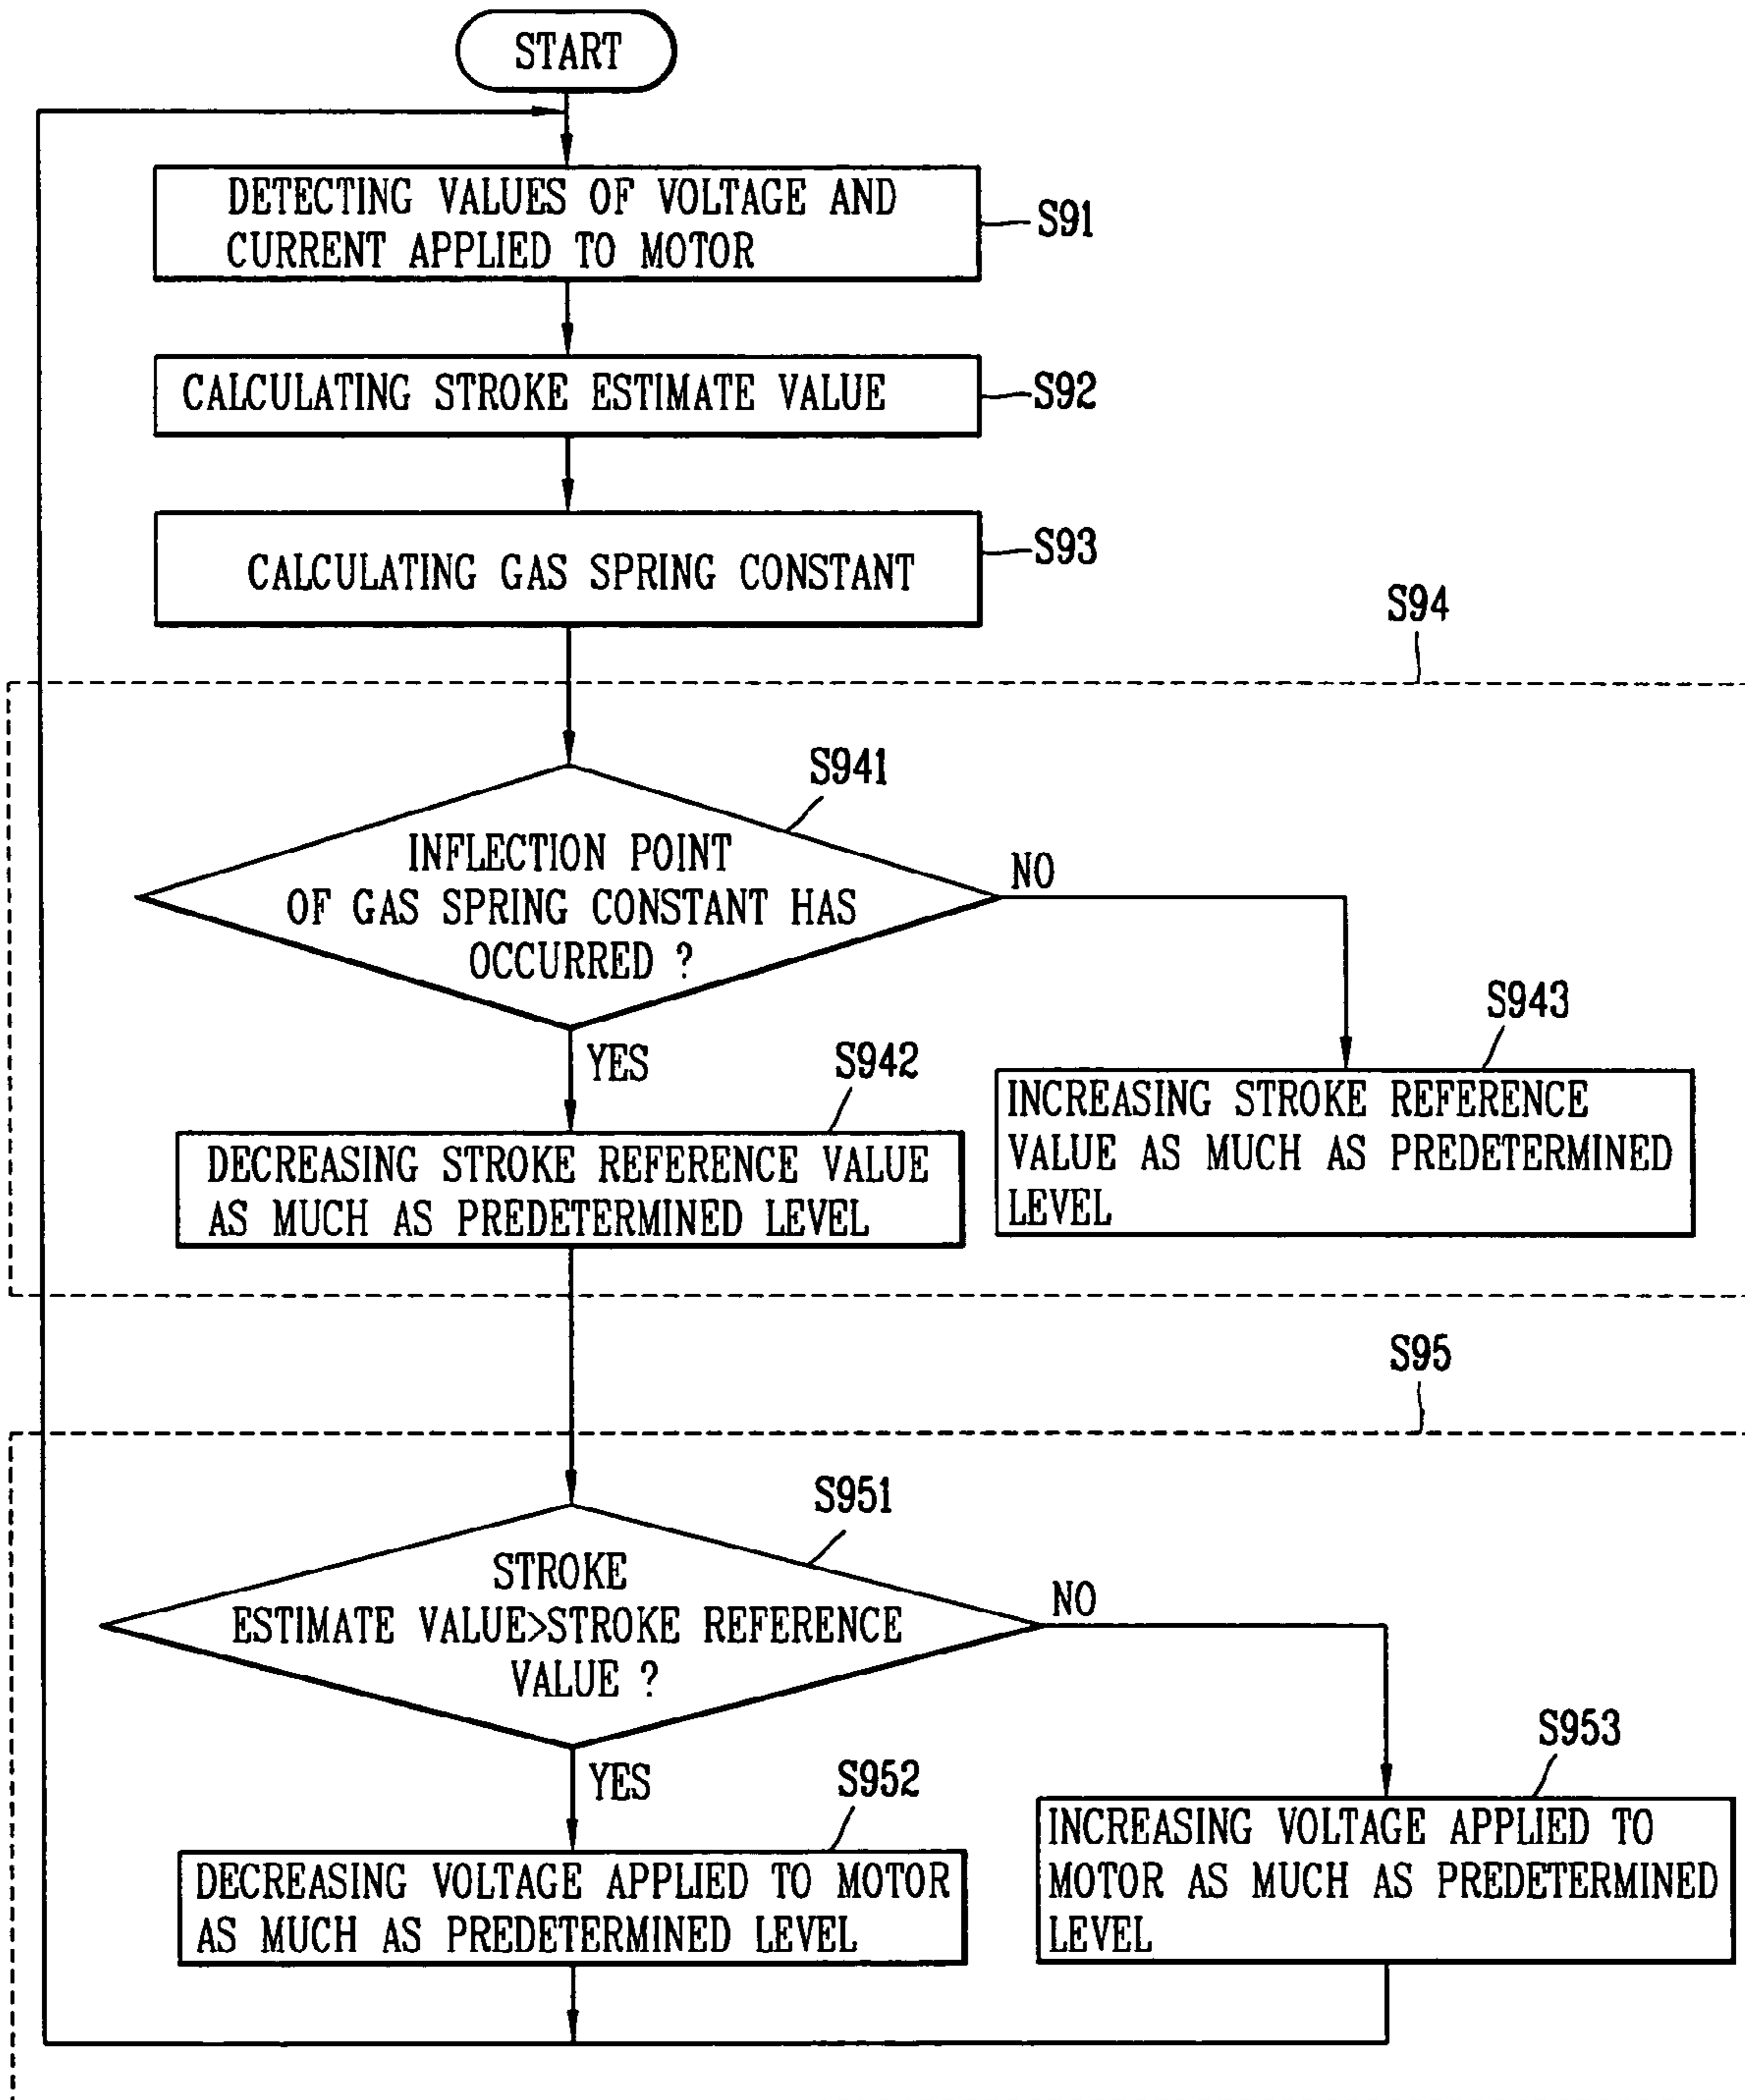 START
DETECTING VALUES OF VOLTAGE AND
CURRENT APPLIED TO MOTOR
S91
CALCULATING STROKE ESTIMATE VALUE
S92
CALCULATING GAS SPRING CONSTANT
S93
S94
S941
INFLECTION POINT
OF GAS SPRING CONSTANT HAS
OCCURRED ?
NO
YES
S942
S943
DECREASING STROKE REFERENCE VALUE
AS MUCH AS PREDETERMINED LEVEL
INCREASING STROKE REFERENCE
VALUE AS MUCH AS PREDETERMINED
LEVEL
S95
S951
STROKE
ESTIMATE VALUE>STROKE REFERENCE
VALUE ?
NO
YES
S952
S953
DECREASING VOLTAGE APPLIED TO MOTOR
AS MUCH AS PREDETERMINED LEVEL
INCREASING VOLTAGE APPLIED TO
MOTOR AS MUCH AS PREDETERMINED
LEVEL